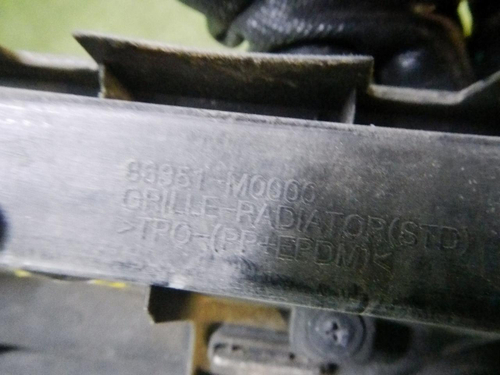 86351-M0000
GRILLE-RADIATOR(STD)
>TPO-(PP+EPDM)<